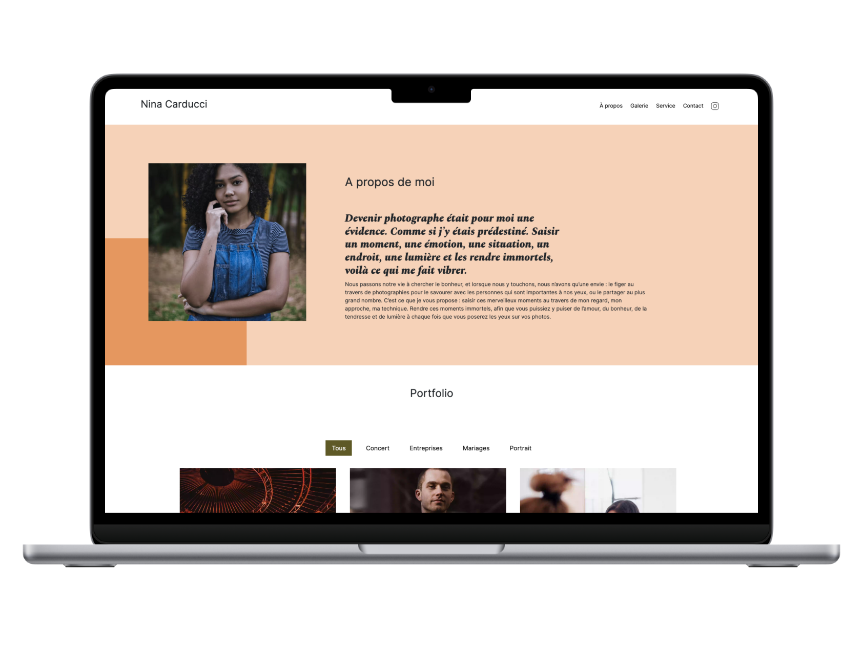 Nina Carducci
À propos Galerie Service Contact
A propos de moi
Devenir photographe était pour moi une
évidence. Comme si j'y étais prédestiné. Saisir
un moment, une émotion, une situation, un
endroit, une lumière et les rendre immortels,
voilà ce qui me fait vibrer.
Nous passons notre vie à chercher le bonheur, et lorsque nous y touchons, nous n'avons qu'une envie : le figer au
travers de photographies pour le savourer avec les personnes qui sont importantes à nos yeux, ou le partager au plus
grand nombre. C'est ce que je vous propose : saisir ces merveilleux moments au travers de mon regard, mon
approche, ma technique. Rendre ces moments immortels, afin que vous puissiez y puiser de l'amour, du bonheur, de la
tendresse et de lumière à chaque fois que vous poserez les yeux sur vos photos.
Portfolio
Tous Concert Entreprises Mariages Portrait